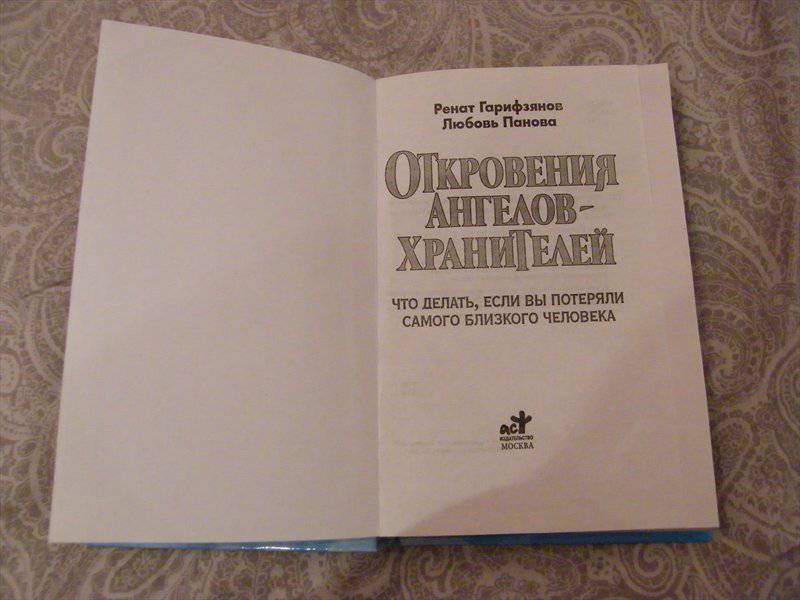 Ренат Гарифзянов
Любовь Панова
ОТКРОВЕНИЯ
АНГЕЛОВ-
ХРАНИТЕЛЕЙ
ЧТО ДЕЛАТЬ, ЕСЛИ ВЫ ПОТЕРЯЛИ
САМОГО БЛИЗКОГО ЧЕЛОВЕКА
аст
ИЗДАТЕЛЬСТВО
МОСКВА